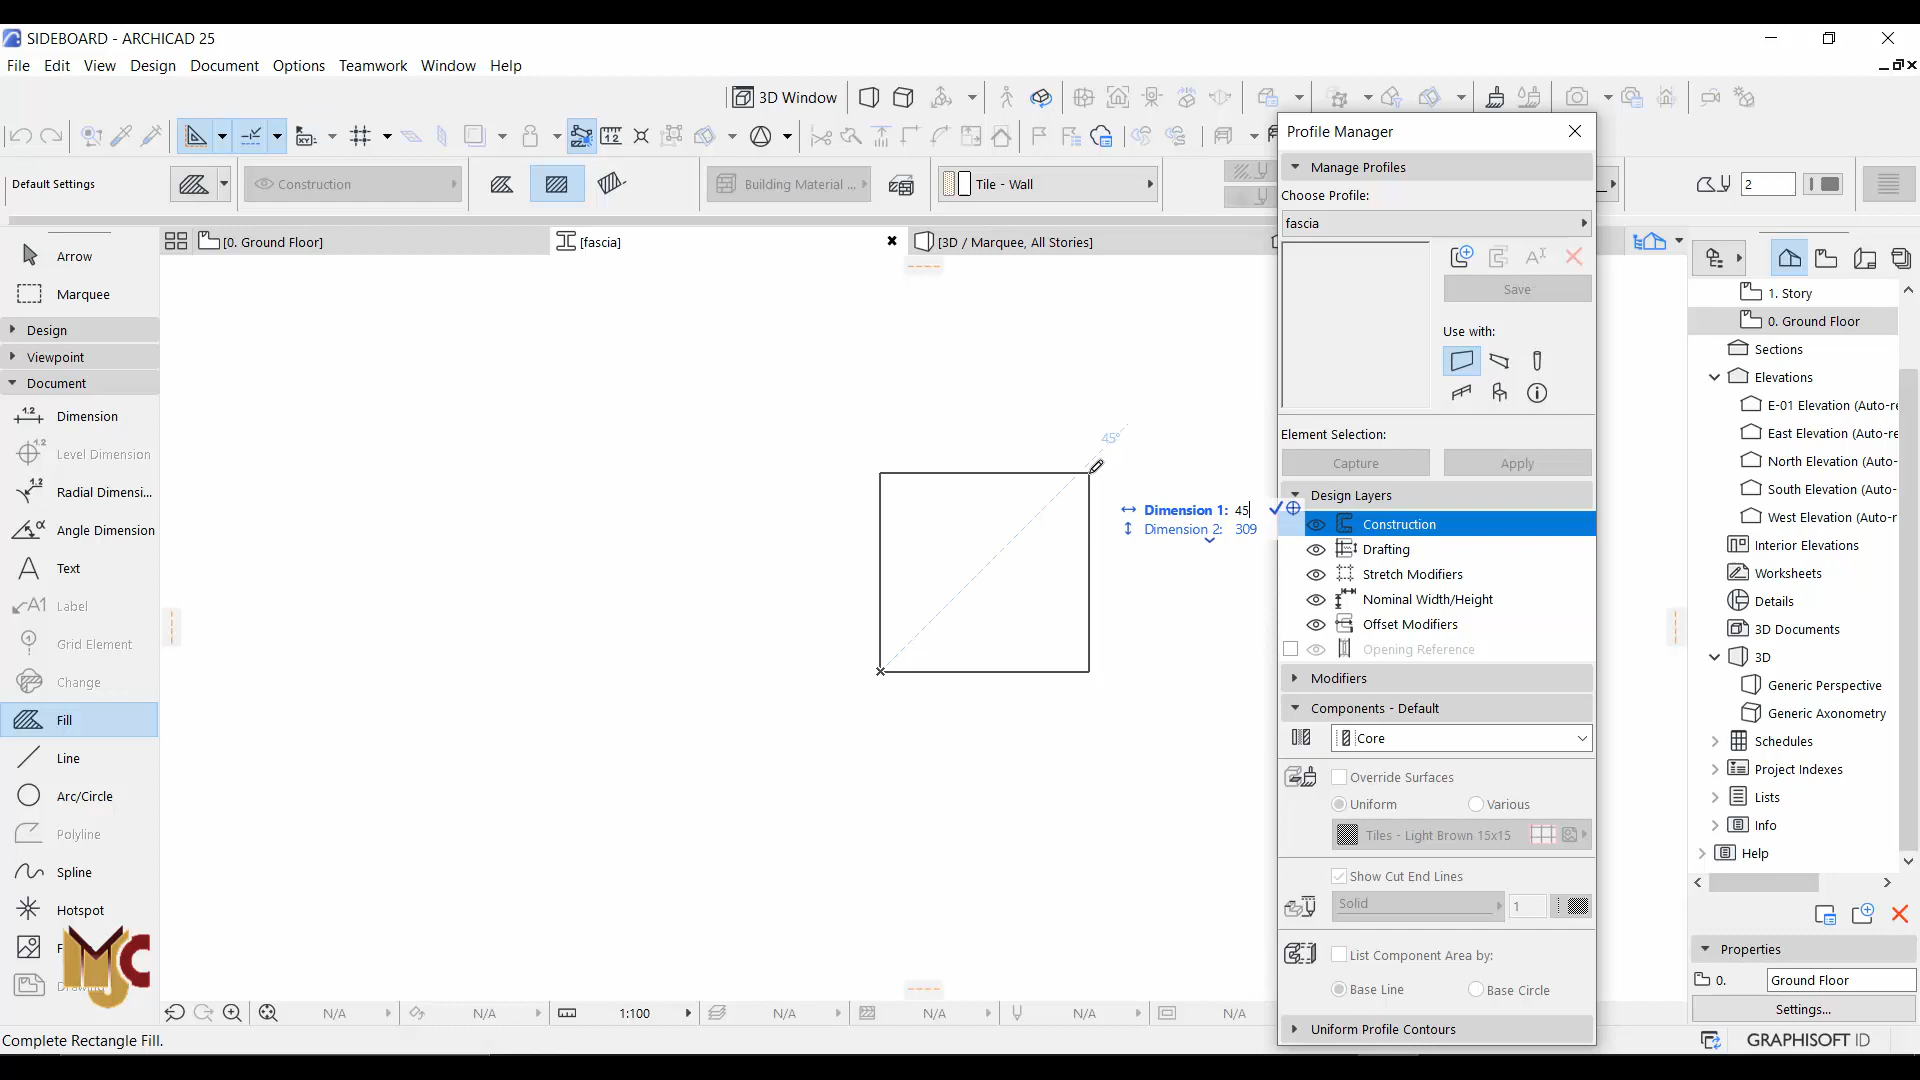 SIDEBOARD - ARCHICAD 25
File Edit View Design Document Options Teamwork Window Help
3D Window
Profile Manager
Default Settings
Construction
Building Material ...
Tile - Wall
2
Manage Profiles
Choose Profile:
fascia
[0. Ground Floor]
[fascia]
[3D / Marquee, All Stories]
Save
Use with:
Element Selection:
Capture
Apply
Design Layers
Construction
Drafting
Stretch Modifiers
Nominal Width/Height
Offset Modifiers
Opening Reference
Modifiers
Components - Default
Core
Override Surfaces
Uniform
Various
Tiles - Light Brown 15x15
Show Cut End Lines
Solid
1
List Component Area by:
Base Line
Base Circle
Uniform Profile Contours
Arrow
Marquee
Design
Viewpoint
Document
Dimension
Level Dimension
Radial Dimensi...
Angle Dimension
Text
Label
Grid Element
Change
Fill
Line
Arc/Circle
Polyline
Spline
Hotspot
MJC
45°
Dimension 1: 45
Dimension 2: 309
1. Story
0. Ground Floor
Sections
Elevations
E-01 Elevation (Auto-re
East Elevation (Auto-re
North Elevation (Auto-
South Elevation (Auto-
West Elevation (Auto-r
Interior Elevations
Worksheets
Details
3D Documents
3D
Generic Perspective
Generic Axonometry
Schedules
Project Indexes
Lists
Info
Help
Properties
0.
Ground Floor
Settings...
N/A
N/A
1:100
N/A
N/A
N/A
N/A
Complete Rectangle Fill.
GRAPHISOFT ID